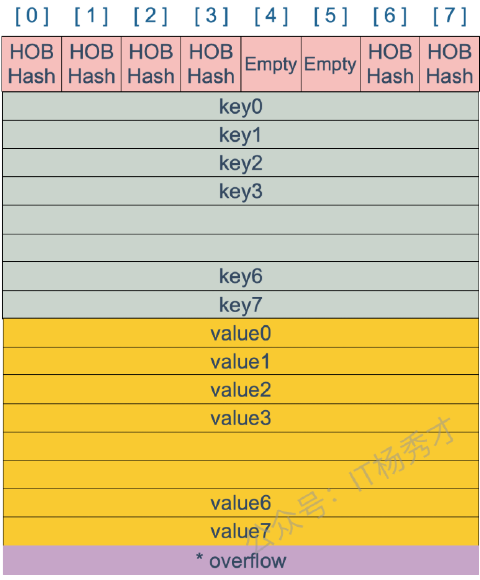 [0] [1] [2] [3] [4] [5] [6] [7]
HOB HOB HOB HOB Empty Empty HOB HOB
Hash Hash Hash Hash Hash Hash
key0
key1
key2
key3
key6
key7
value0
value1
value2
value3
value6
value7
* overflow
公众号：IT杨秀才